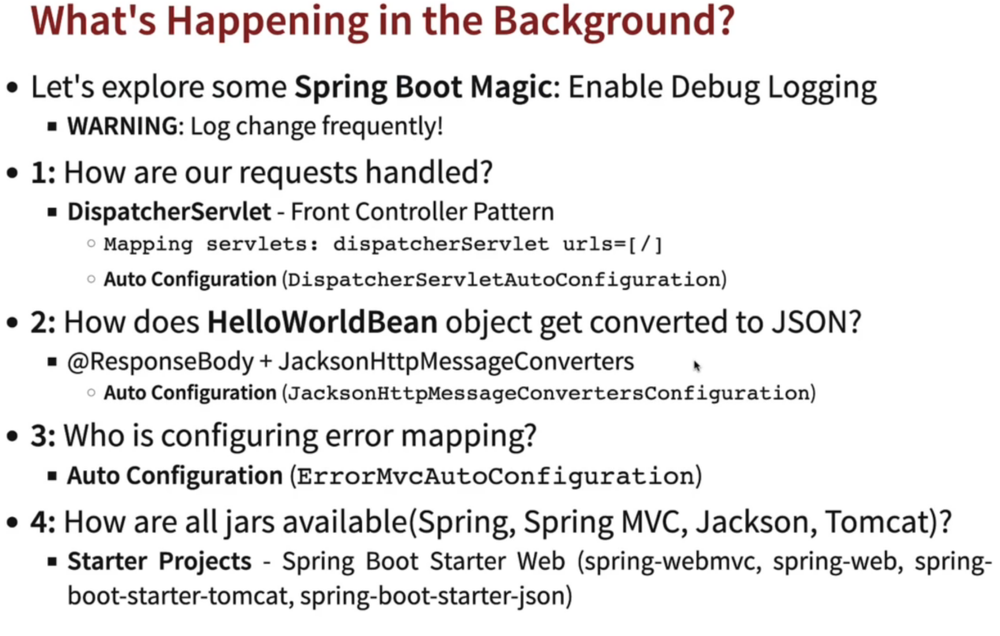 What's Happening in the Background?
• Let's explore some Spring Boot Magic: Enable Debug Logging
▪ WARNING: Log change frequently!
• 1: How are our requests handled?
▪ DispatcherServlet - Front Controller Pattern
○ Mapping servlets: dispatcherServlet urls=[/]
○ Auto Configuration (DispatcherServletAutoConfiguration)
• 2: How does HelloWorldBean object get converted to JSON?
▪ @ResponseBody + JacksonHttpMessageConverters
○ Auto Configuration (JacksonHttpMessageConvertersConfiguration)
• 3: Who is configuring error mapping?
▪ Auto Configuration (ErrorMvcAutoConfiguration)
• 4: How are all jars available(Spring, Spring MVC, Jackson, Tomcat)?
▪ Starter Projects - Spring Boot Starter Web (spring-webmvc, spring-web, spring-
boot-starter-tomcat, spring-boot-starter-json)